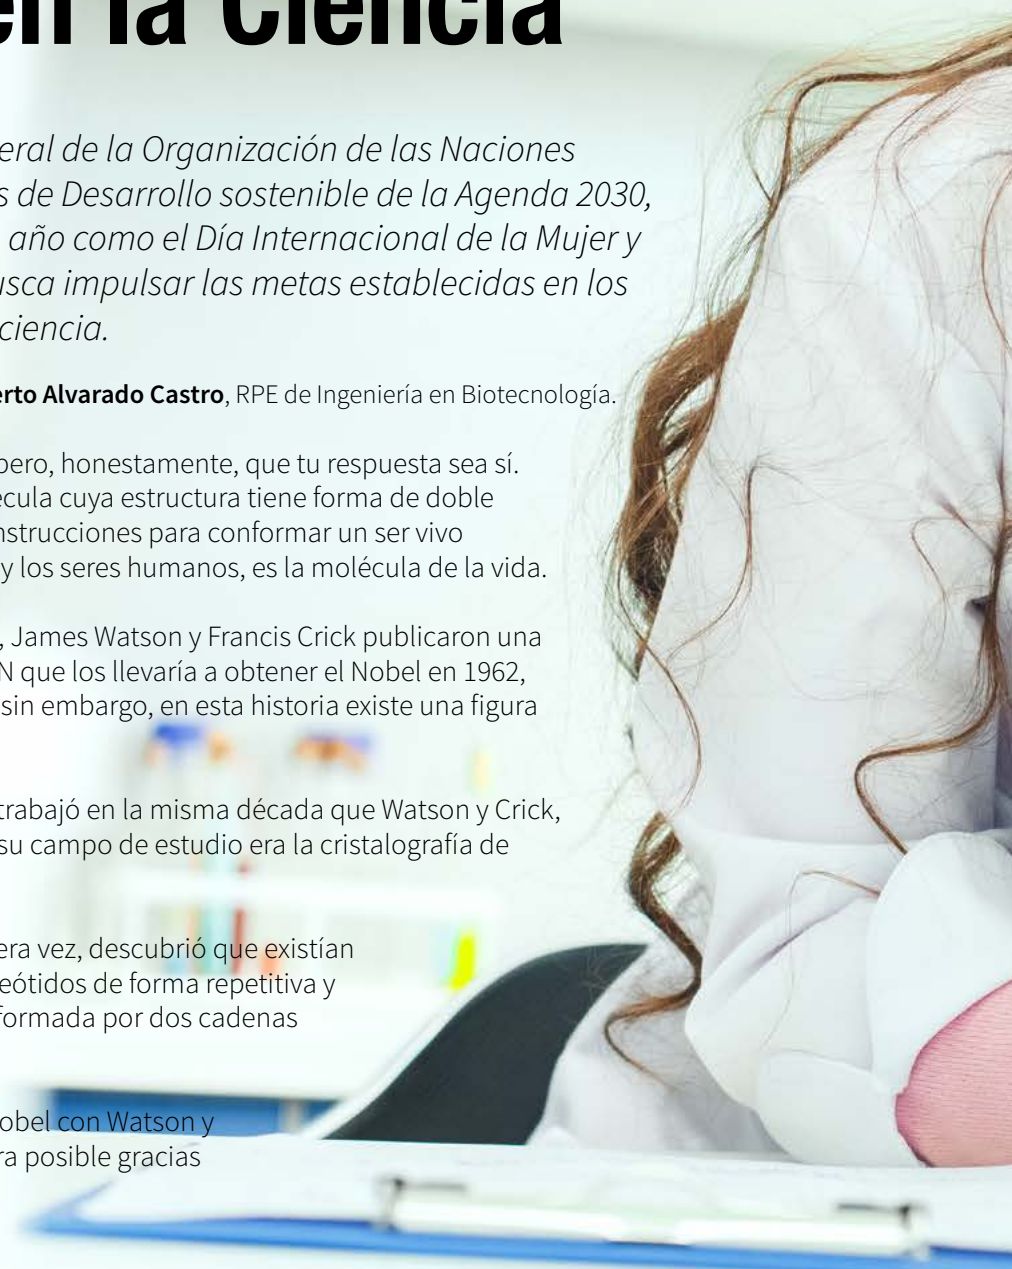 en la Ciencia
eral de la Organización de las Naciones
s de Desarrollo sostenible de la Agenda 2030,
año como el Día Internacional de la Mujer y
usca impulsar las metas establecidas en los
ciencia.
erto Alvarado Castro, RPE de Ingeniería en Biotecnología.
pero, honestamente, que tu respuesta sea sí.
écula cuya estructura tiene forma de doble
nstrucciones para conformar un ser vivo
y los seres humanos, es la molécula de la vida.
, James Watson y Francis Crick publicaron una
N que los llevaría a obtener el Nobel en 1962,
sin embargo, en esta historia existe una figura
trabajó en la misma década que Watson y Crick,
su campo de estudio era la cristalografía de
era vez, descubrió que existían
eótidos de forma repetitiva y
formada por dos cadenas
obel con Watson y
ra posible gracias